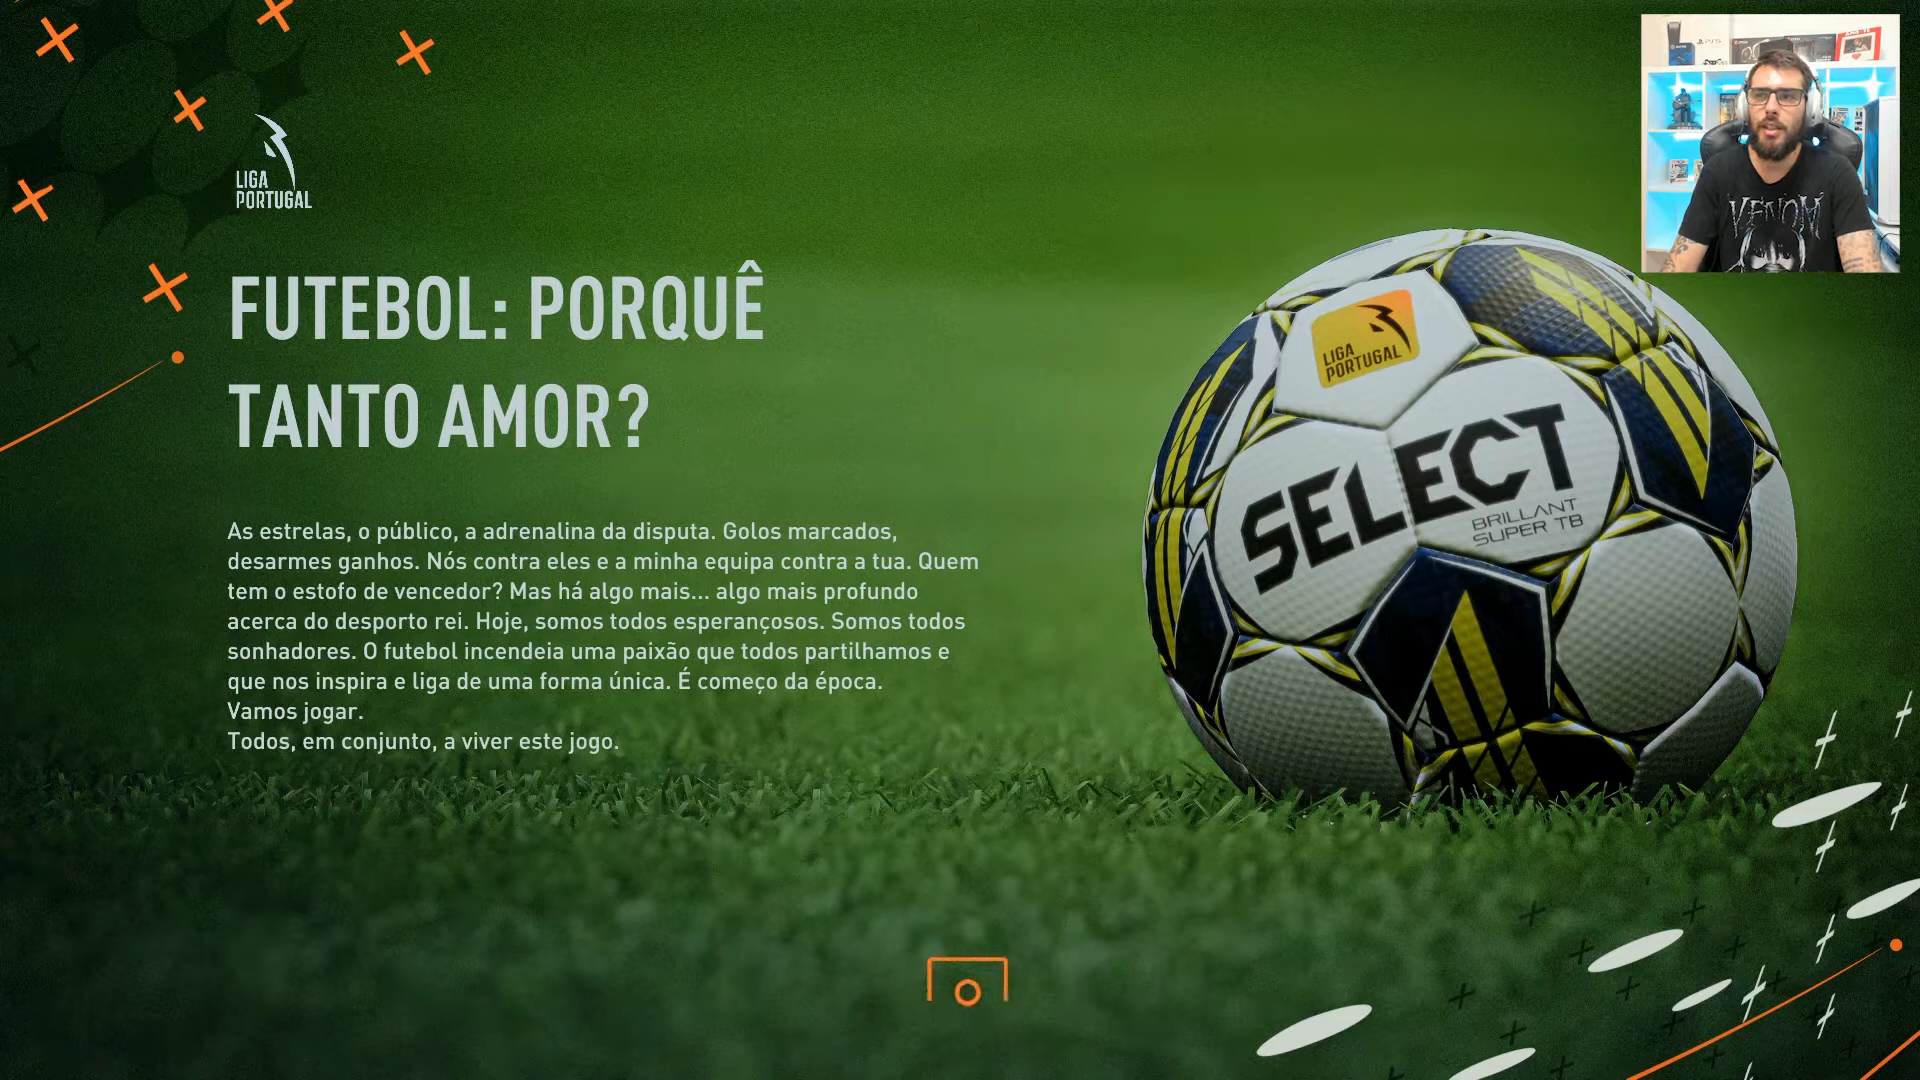 LIGA
PORTUGAL
FUTEBOL: PORQUÊ
TANTO AMOR?
As estrelas, o público, a adrenalina da disputa. Golos marcados,
desarmes ganhos. Nós contra eles e a minha equipa contra a tua. Quem
tem o estofo de vencedor? Mas há algo mais... algo mais profundo
acerca do desporto rei. Hoje, somos todos esperançosos. Somos todos
sonhadores. O futebol incendeia uma paixão que todos partilhamos e
que nos inspira e liga de uma forma única. É começo da época.
Vamos jogar.
Todos, em conjunto, a viver este jogo.
LIGA
PORTUGAL
SELECT
BRILLANT
SUPER TB
PS5
VENOM